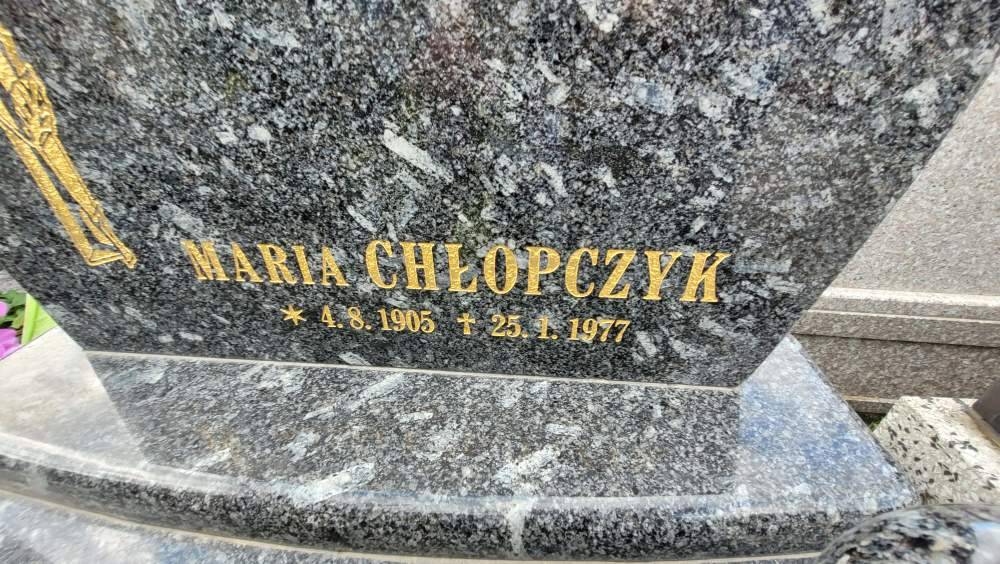 MARIA CHŁOPCZYK
* 4. 8. 1905 ✝ 25. 1. 1977